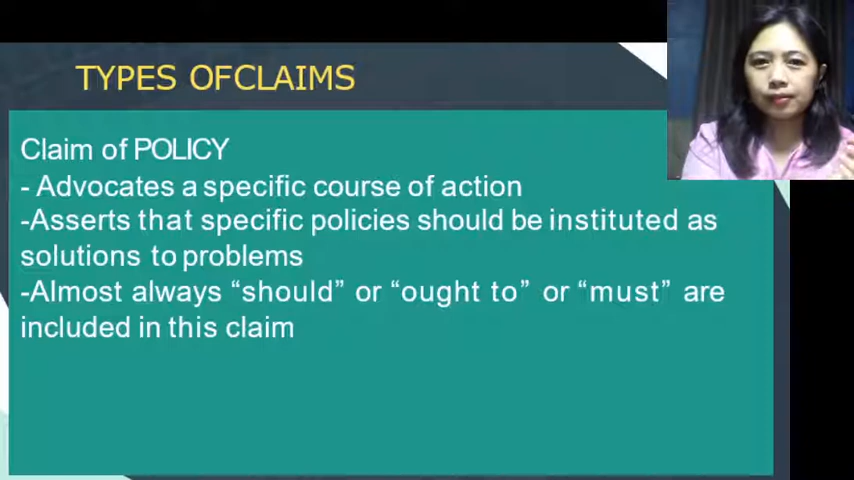 TYPES OFCLAIMS
Claim of POLICY
- Advocates a specific course of action
-Asserts that specific policies should be instituted as
solutions to problems
-Almost always “should” or “ought to” or “must” are
included in this claim